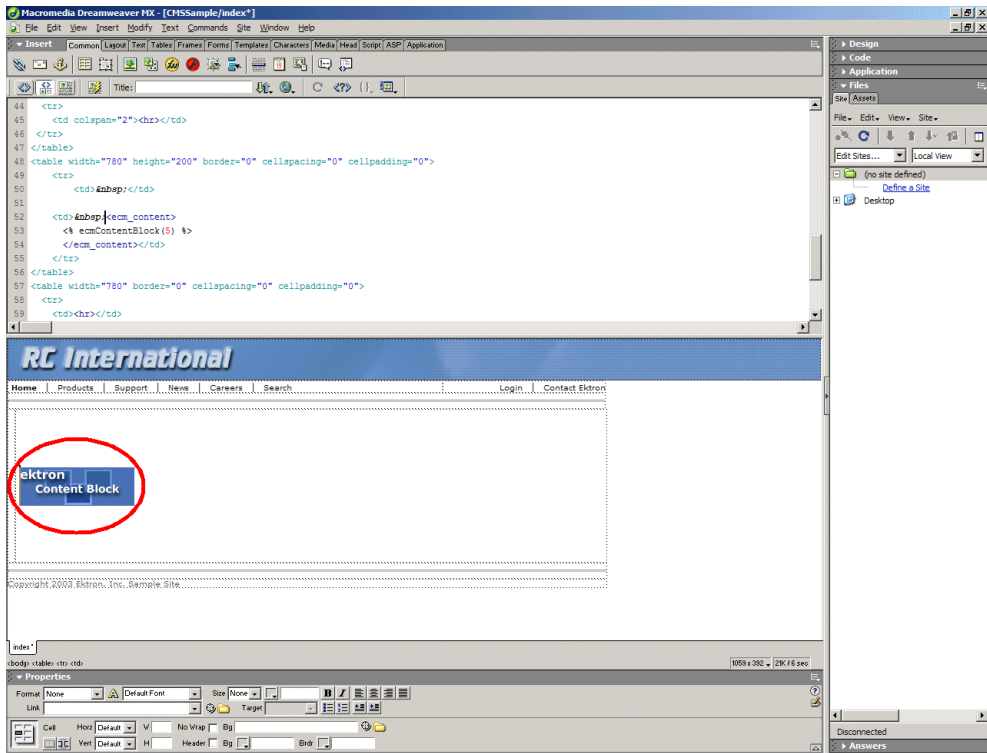 Macromedia Dreamweaver MX - [CMSSample/index*]
File Edit View Insert Modify Text Commands Site Window Help
Insert Common Layout Text Tables Frames Forms Templates Characters Media Head Script ASP Application
Title:
44 <tr>
45 <td colspan="2"><hr></td>
46 </tr>
47 </table>
48 <table width="780" height="200" border="0" cellspacing="0" cellpadding="0">
49 <tr>
50 <td>&nbsp;</td>
51
52 <td>&nbsp;<ecm_content>
53 <% ecmContentBlock(5) %>
54 </ecm_content></td>
55 </tr>
56 </table>
57 <table width="780" border="0" cellspacing="0" cellpadding="0">
58 <tr>
59 <td><hr></td>
RC International
Home | Products | Support | News | Careers | Search Login | Contact Ektron
ektron
Content Block
Copyright 2003 Ektron, Inc. Sample Site
index*
<body> <table> <tr> <td>
1059 x 392 21K / 6 sec
Properties
Format None Default Font Size None B I
Link Target
Cell Horz Default W No Wrap Bg
Vert Default H Header Bg Brdr
Design
Code
Application
Files
Site Assets
File Edit View Site
Edit Sites... Local View
(no site defined)
Define a Site
Desktop
Disconnected
Answers